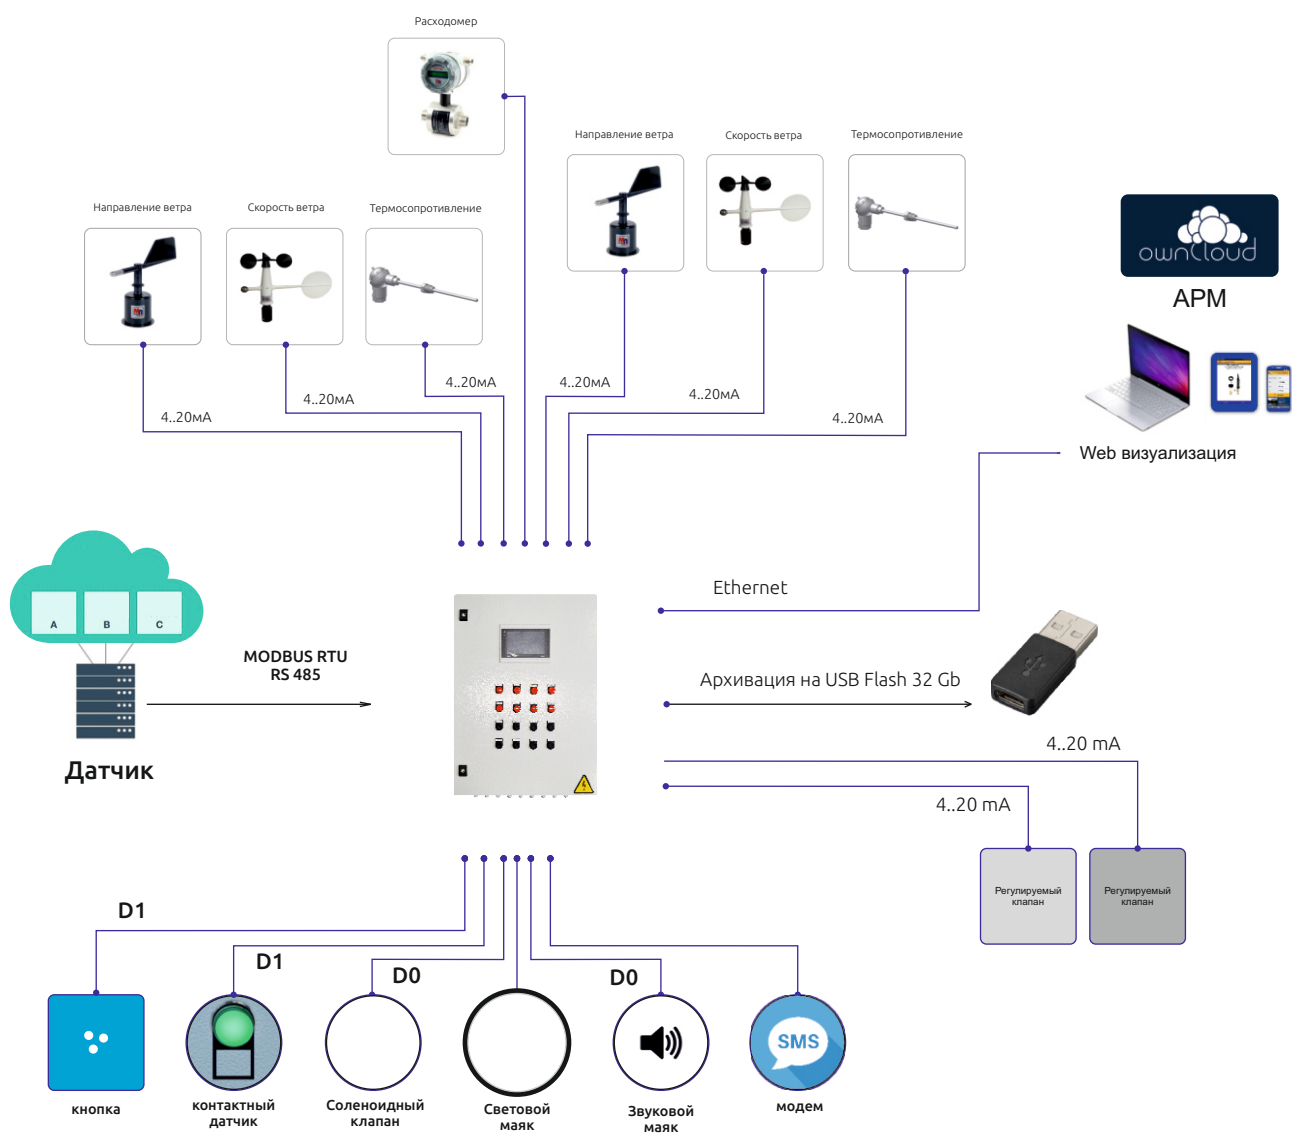 Расходомер
Направление ветра
Скорость ветра
Термосопротивление
Направление ветра
Скорость ветра
Термосопротивление
ownCloud
АРМ
4..20мА
4..20мА
4..20мА
4..20мА
4..20мА
4..20мА
Web визуализация
Ethernet
A
B
C
MODBUS RTU
RS 485
Архивация на USB Flash 32 Gb
Датчик
4..20 mA
4..20 mA
Регулируемый
клапан
Регулируемый
клапан
D1
D1
D0
D0
SMS
кнопка
контактный
датчик
Соленоидный
клапан
Световой
маяк
Звуковой
маяк
модем